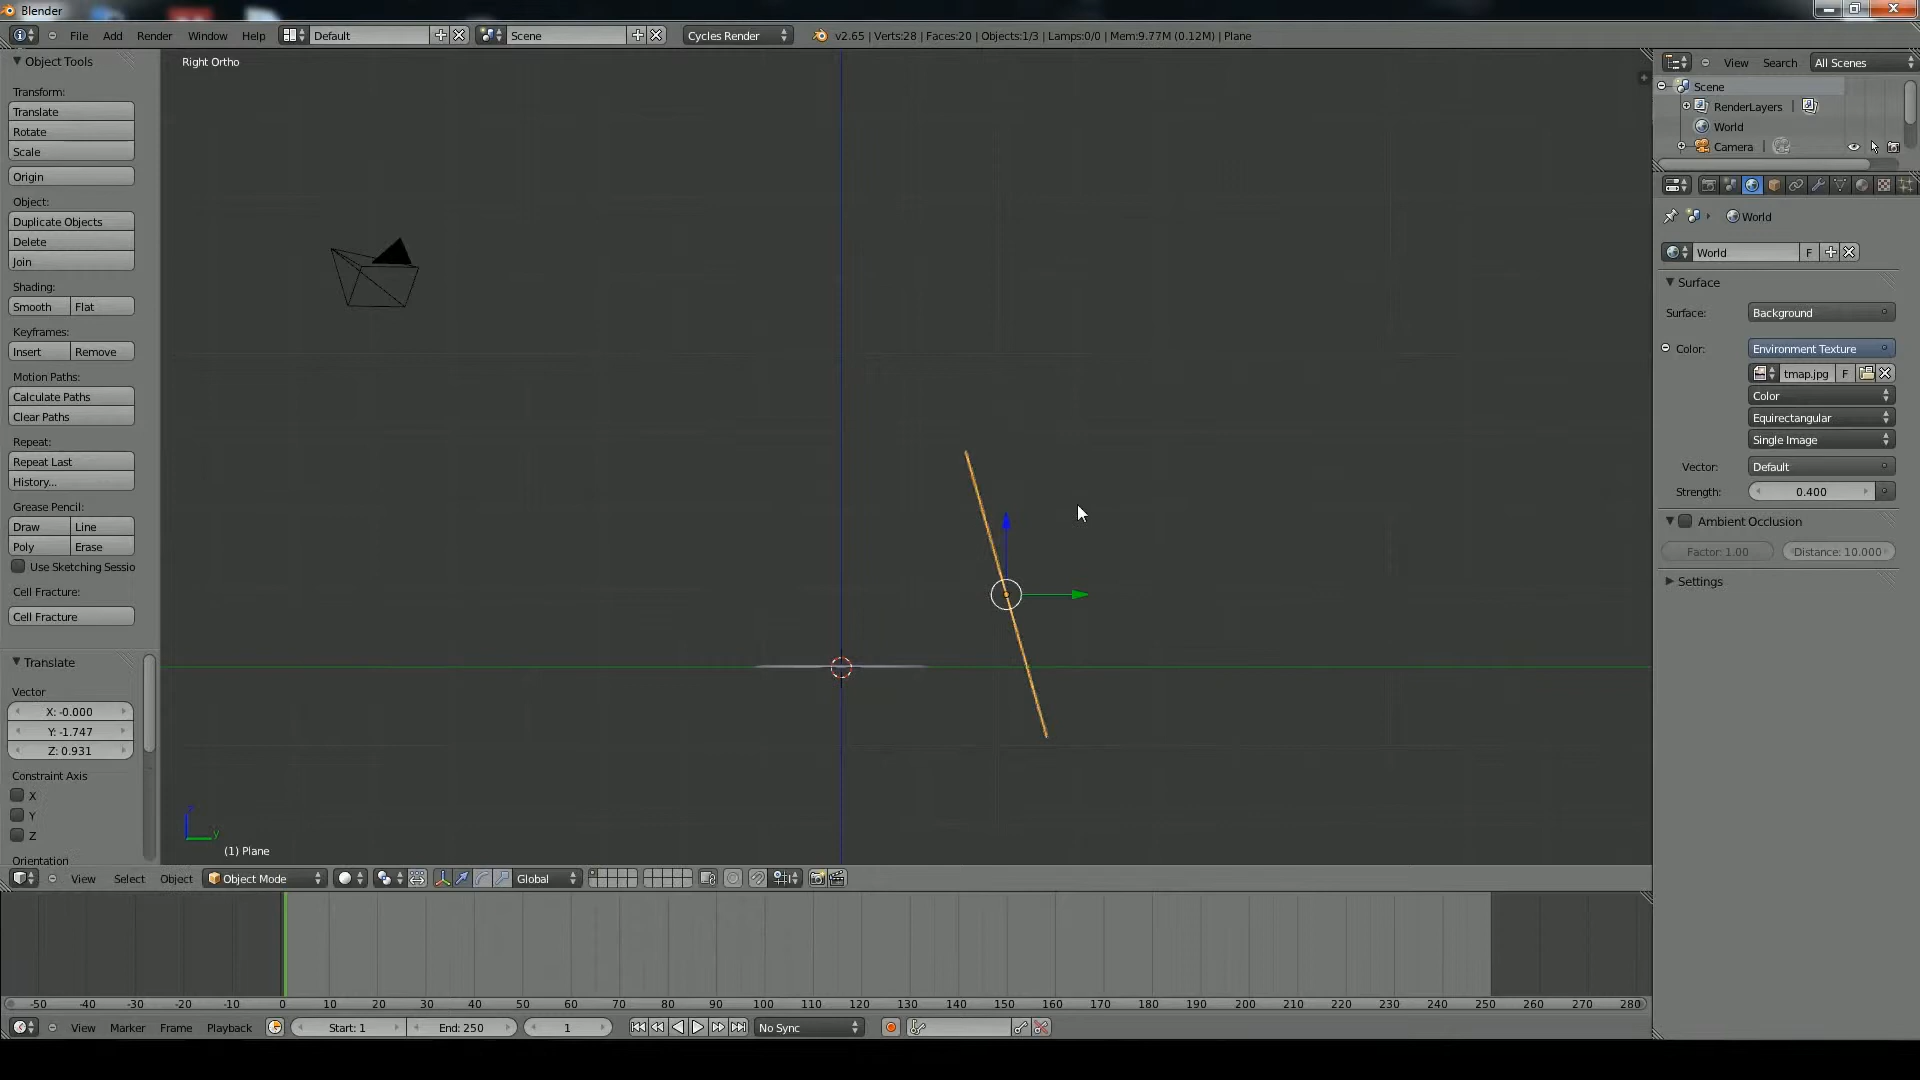 Blender
File Add Render Window Help Default Scene Cycles Render v2.65 | Verts:28 | Faces:20 | Objects:1/3 | Lamps:0/0 | Mem:9.77M (0.12M) | Plane
Object Tools
Transform:
Translate
Rotate
Scale
Origin
Object:
Duplicate Objects
Delete
Join
Shading:
Smooth Flat
Keyframes:
Insert Remove
Motion Paths:
Calculate Paths
Clear Paths
Repeat:
Repeat Last
History...
Grease Pencil:
Draw Line
Poly Erase
Use Sketching Sessio
Cell Fracture:
Cell Fracture
Translate
Vector
X: -0.000
Y: -1.747
Z: 0.931
Constraint Axis
X
Y
Z
Orientation
Right Ortho
z
y
(1) Plane
View Select Object Object Mode Global
-50 -40 -30 -20 -10 0 10 20 30 40 50 60 70 80 90 100 110 120 130 140 150 160 170 180 190 200 210 220 230 240 250 260 270 280
View Marker Frame Playback Start: 1 End: 250 1 No Sync
View Search All Scenes
Scene
RenderLayers |
World
Camera |
World
World F
Surface
Surface: Background
Color: Environment Texture
tmap.jpg F
Color
Equirectangular
Single Image
Vector: Default
Strength: 0.400
Ambient Occlusion
Factor: 1.00 Distance: 10.000
Settings